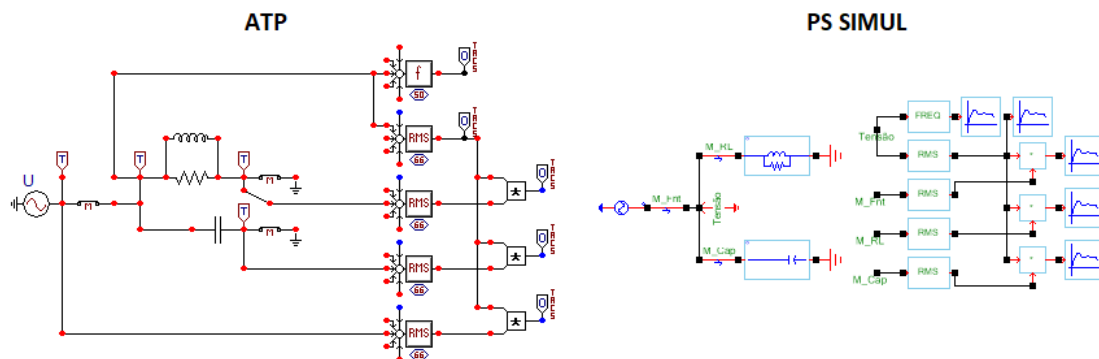 ATP
PS SIMUL
U
T
T
T
T
M
M
M
f
50
O
TACS
RMS
66
O
TACS
RMS
66
*
O
TACS
RMS
66
*
O
TACS
RMS
66
*
O
TACS
M_RL
M_Fnt
Tensão
M_Cap
FREQ
Tensão
RMS
*
M_Fnt
RMS
*
M_RL
RMS
*
M_Cap
RMS